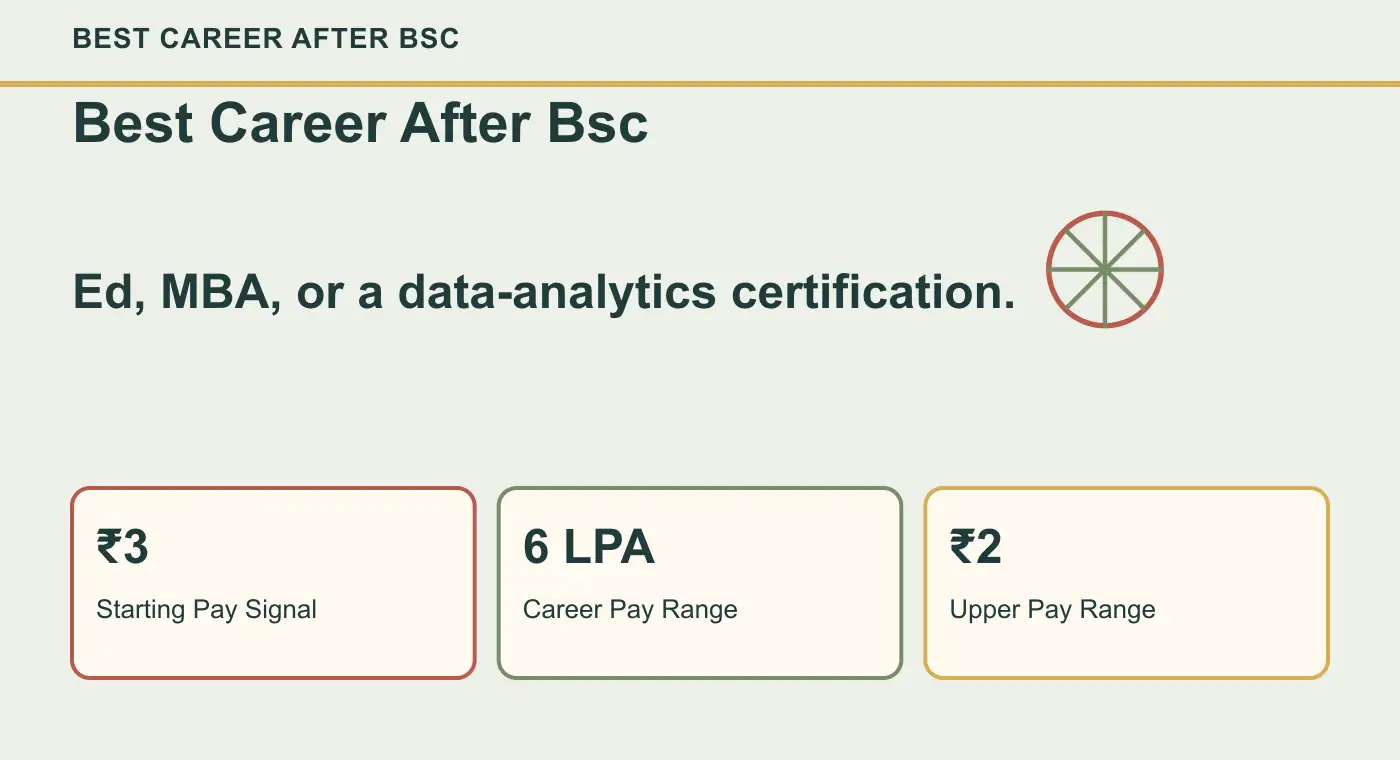 BEST CAREER AFTER BSC
Best Career After Bsc
Ed, MBA, or a data-analytics certification.
₹3
Starting Pay Signal
6 LPA
Career Pay Range
₹2
Upper Pay Range